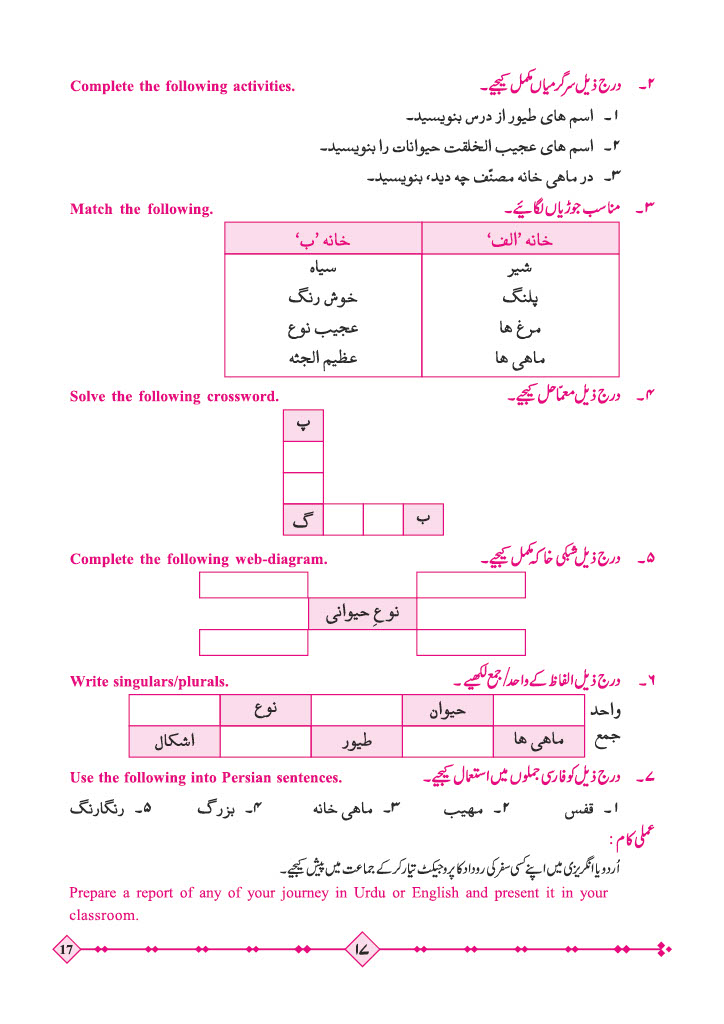 ۲۔ درج ذیل سرگرمیاں مکمل کیجیے۔ Complete the following activities.
۱۔ اسم های طیور از درس بنویسید۔
۲۔ اسم های عجیب الخلقت حیوانات را بنویسید۔
۳۔ در ماهی خانه مصنّف چه دید، بنویسید۔
۳۔ مناسب جوڑیاں لگائیے۔ Match the following.
خانه ’الف‘ خانه ’ب‘
شیر سیاہ
پلنگ خوش رنگ
مرغ ها عجیب نوع
ماهی ها عظیم الجثه
۴۔ درج ذیل معمّا حل کیجیے۔ Solve the following crossword.
پ
گ ب
۵۔ درج ذیل شبکی خاکہ مکمل کیجیے۔ Complete the following web-diagram.
نوعِ حیوانی
۶۔ درج ذیل الفاظ کے واحد/جمع لکھیے۔ Write singulars/plurals.
واحد حیوان نوع
جمع ماهی ها طیور اشکال
۷۔ درج ذیل کو فارسی جملوں میں استعمال کیجیے۔ Use the following into Persian sentences.
۱۔ قفس ۲۔ مهیب ۳۔ ماهی خانه ۴۔ بزرگ ۵۔ رنگارنگ
عملی کام :
اُردو یا انگریزی میں اپنے کسی سفر کی روداد کا پروجیکٹ تیار کر کے جماعت میں پیش کیجیے۔
Prepare a report of any of your journey in Urdu or English and present it in your
classroom.
17 ۱۷